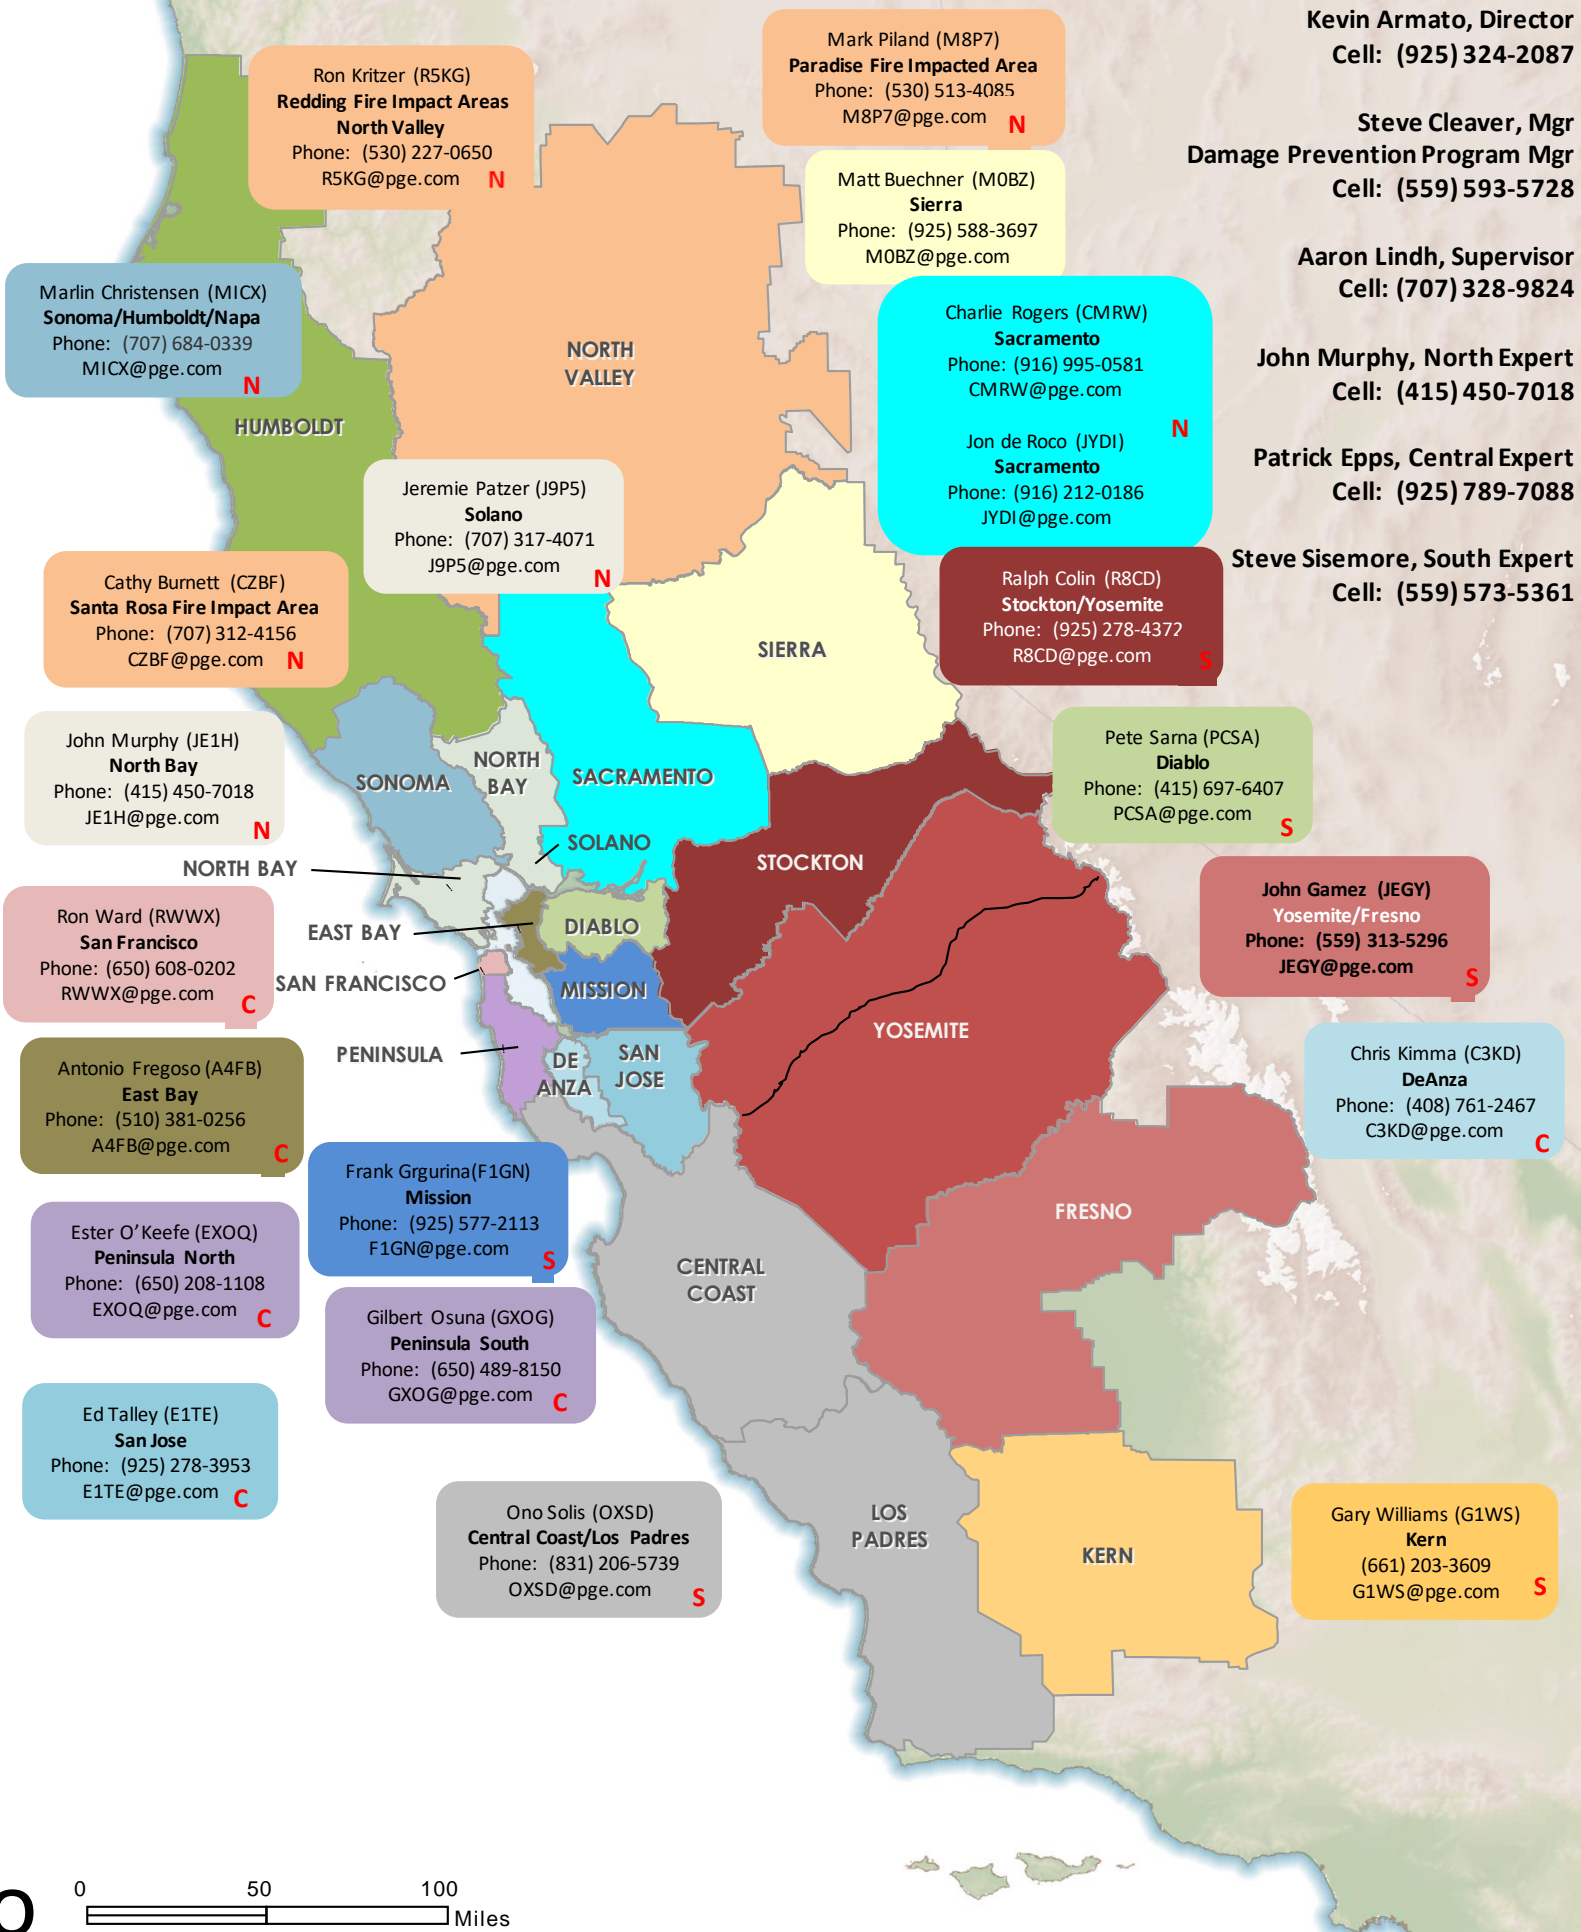 Kevin Armato, Director
Cell: (925) 324-2087
Steve Cleaver, Mgr
Damage Prevention Program Mgr
Cell: (559) 593-5728
Aaron Lindh, Supervisor
Cell: (707) 328-9824
John Murphy, North Expert
Cell: (415) 450-7018
Patrick Epps, Central Expert
Cell: (925) 789-7088
Steve Sisemore, South Expert
Cell: (559) 573-5361
Mark Piland (M8P7)
Paradise Fire Impacted Area
Phone: (530) 513-4085
M8P7@pge.com N
Ron Kritzer (R5KG)
Redding Fire Impact Areas
North Valley
Phone: (530) 227-0650
R5KG@pge.com N
Matt Buechner (M0BZ)
Sierra
Phone: (925) 588-3697
M0BZ@pge.com
Marlin Christensen (MICX)
Sonoma/Humboldt/Napa
Phone: (707) 684-0339
MICX@pge.com
N
Charlie Rogers (CMRW)
Sacramento
Phone: (916) 995-0581
CMRW@pge.com
N
Jon de Roco (JYDI)
Sacramento
Phone: (916) 212-0186
JYDI@pge.com
NORTH
VALLEY
HUMBOLDT
Jeremie Patzer (J9P5)
Solano
Phone: (707) 317-4071
J9P5@pge.com
N
Cathy Burnett (CZBF)
Santa Rosa Fire Impact Area
Phone: (707) 312-4156
CZBF@pge.com N
Ralph Colin (R8CD)
Stockton/Yosemite
Phone: (925) 278-4372
R8CD@pge.com S
SIERRA
John Murphy (JE1H)
North Bay
Phone: (415) 450-7018
JE1H@pge.com
N
Pete Sarna (PCSA)
Diablo
Phone: (415) 697-6407
PCSA@pge.com
S
NORTH
BAY
SONOMA
SACRAMENTO
SOLANO
STOCKTON
NORTH BAY
John Gamez (JEGY)
Yosemite/Fresno
Phone: (559) 313-5296
JEGY@pge.com
S
Ron Ward (RWWX)
San Francisco
Phone: (650) 608-0202
RWWX@pge.com
C
EAST BAY
DIABLO
SAN FRANCISCO
MISSION
YOSEMITE
PENINSULA
DE
ANZA
SAN
JOSE
Antonio Fregoso (A4FB)
East Bay
Phone: (510) 381-0256
A4FB@pge.com
C
Chris Kimma (C3KD)
DeAnza
Phone: (408) 761-2467
C3KD@pge.com
C
Frank Grgurina(F1GN)
Mission
Phone: (925) 577-2113
F1GN@pge.com
S
Ester O’Keefe (EXOQ)
Peninsula North
Phone: (650) 208-1108
EXOQ@pge.com
C
FRESNO
CENTRAL
COAST
Gilbert Osuna (GXOG)
Peninsula South
Phone: (650) 489-8150
GXOG@pge.com
C
Ed Talley (E1TE)
San Jose
Phone: (925) 278-3953
E1TE@pge.com C
Ono Solis (OXSD)
Central Coast/Los Padres
Phone: (831) 206-5739
OXSD@pge.com
S
LOS
PADRES
KERN
Gary Williams (G1WS)
Kern
(661) 203-3609
G1WS@pge.com
S
0 50 100
Miles